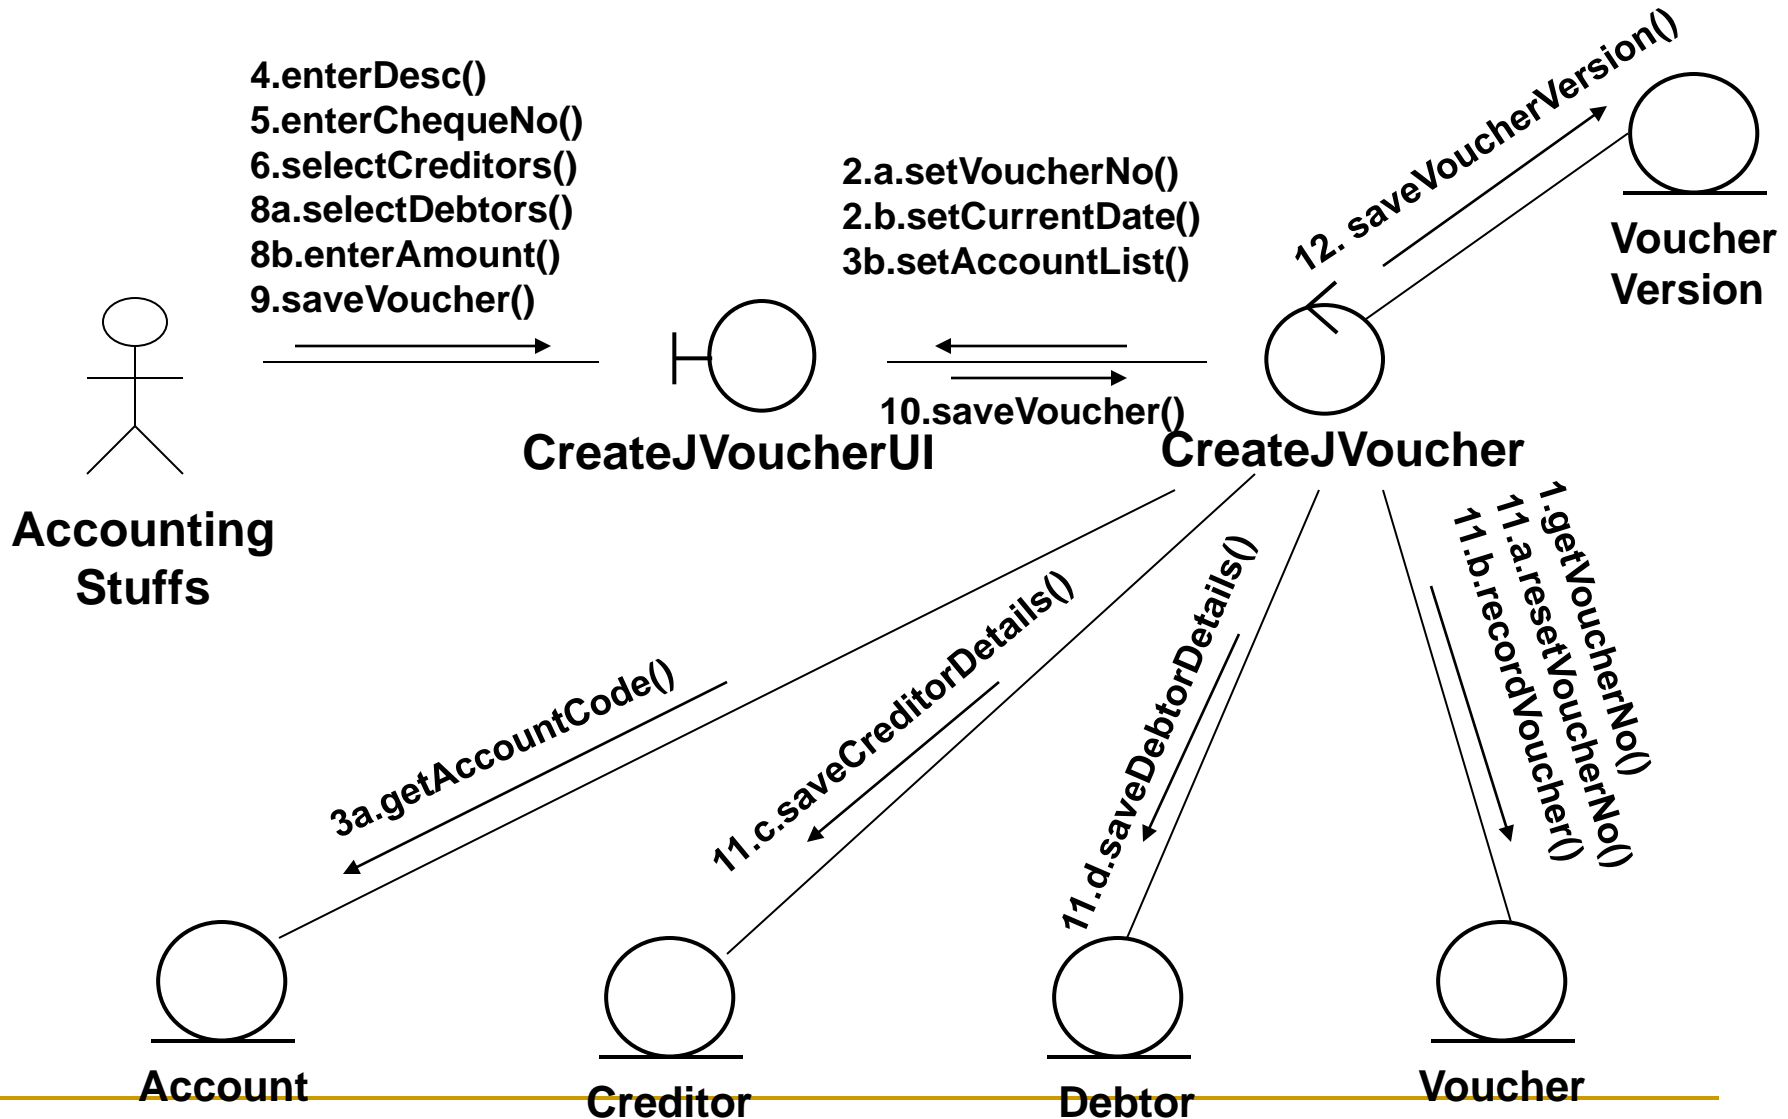 4.enterDesc()
5.enterChequeNo()
6.selectCreditors()
8a.selectDebtors()
8b.enterAmount()
9.saveVoucher()
2.a.setVoucherNo()
2.b.setCurrentDate()
3b.setAccountList()
12. saveVoucherVersion()
Voucher
Version
10.saveVoucher()
CreateJVoucherUI
CreateJVoucher
Accounting
Stuffs
3a.getAccountCode()
11.c.saveCreditorDetails()
11.d.saveDebtorDetails()
1.getVoucherNo()
11.a.resetVoucherNo()
11.b.recordVoucher()
Account
Creditor
Debtor
Voucher